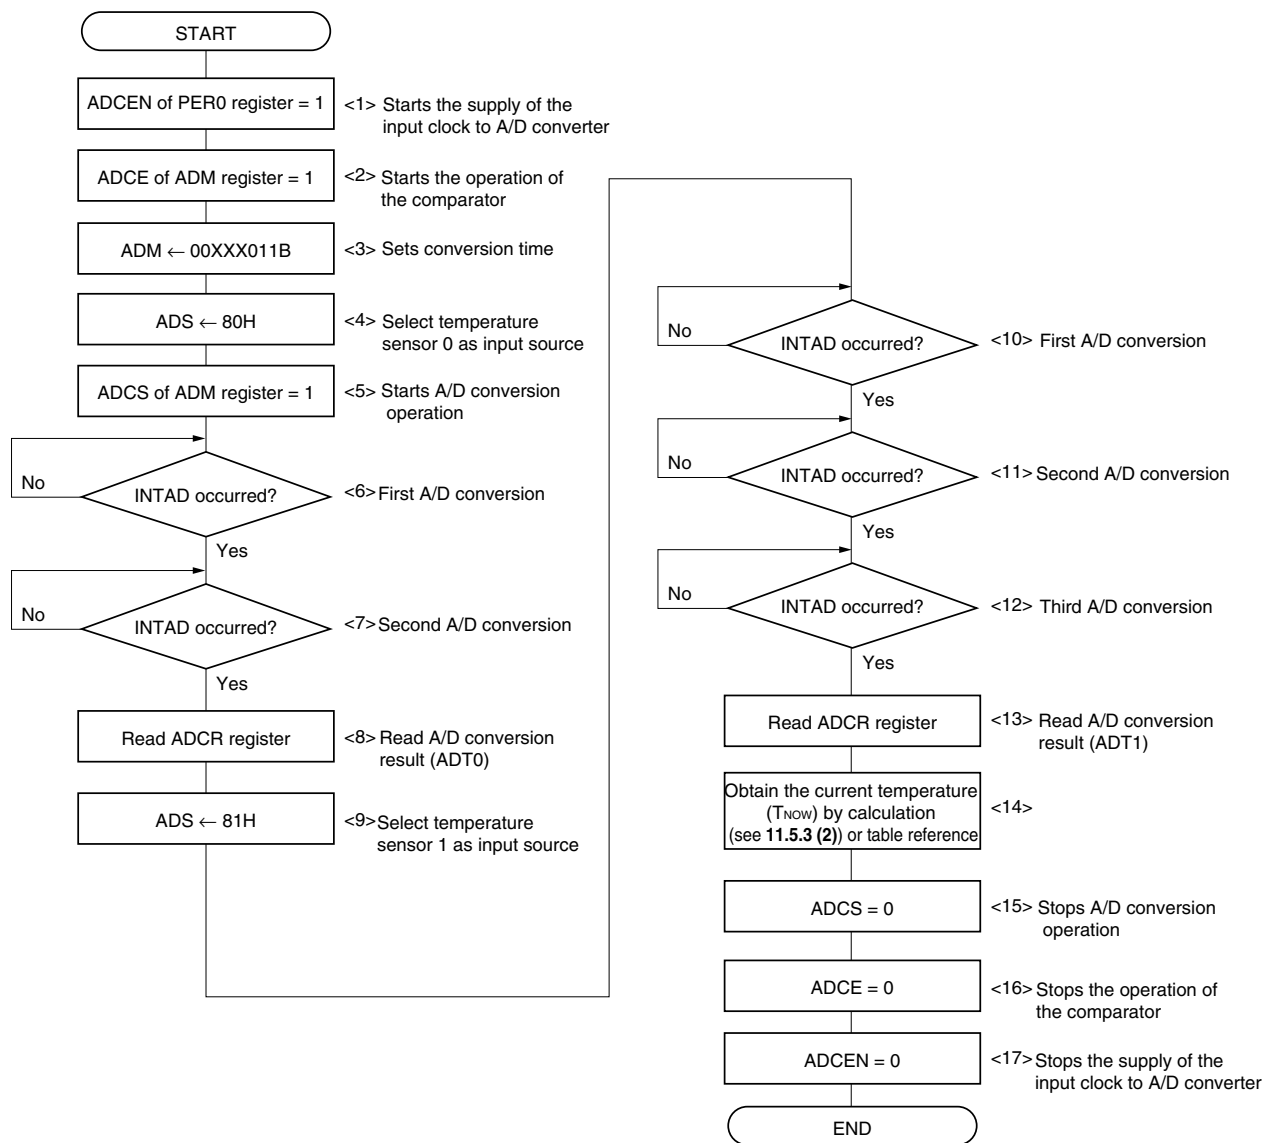 START
ADCEN of PER0 register = 1
<1> Starts the supply of the
input clock to A/D converter
ADCE of ADM register = 1
<2> Starts the operation of
the comparator
ADM ← 00XXX011B
<3> Sets conversion time
ADS ← 80H
<4> Select temperature
sensor 0 as input source
ADCS of ADM register = 1
<5> Starts A/D conversion
operation
No
INTAD occurred?
<6> First A/D conversion
Yes
No
INTAD occurred?
<7> Second A/D conversion
Yes
Read ADCR register
<8> Read A/D conversion
result (ADT0)
ADS ← 81H
<9> Select temperature
sensor 1 as input source
No
INTAD occurred?
<10> First A/D conversion
Yes
No
INTAD occurred?
<11> Second A/D conversion
Yes
No
INTAD occurred?
<12> Third A/D conversion
Yes
Read ADCR register
<13> Read A/D conversion
result (ADT1)
Obtain the current temperature
(TNOW) by calculation
(see 11.5.3 (2)) or table reference
<14>
ADCS = 0
<15> Stops A/D conversion
operation
ADCE = 0
<16> Stops the operation of
the comparator
ADCEN = 0
<17> Stops the supply of the
input clock to A/D converter
END